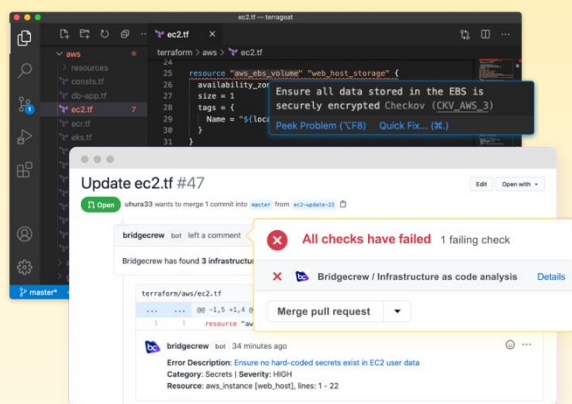 ec2.tf — terragoat
ec2.tf ×
terraform > aws > ec2.tf
aws
resources
consts.tf
db-app.tf
ec2.tf 7
ecr.tf
eks.tf
24
25 resource "aws_ebs_volume" "web_host_storage" {
26 availability_zon
27 size = 1
28 tags = {
29 Name = "${loca
30 }
31 }
Ensure all data stored in the EBS is
securely encrypted Checkov (CKV_AWS_3)
Peek Problem (⌥F8) Quick Fix... (⌘.)
master*
Update ec2.tf #47
Edit Open with
Open uhura33 wants to merge 1 commit into master from ec2-update-22
bridgecrew bot left a comment
Bridgecrew has found 3 infrastructu
All checks have failed 1 failing check
Bridgecrew / Infrastructure as code analysis Details
Merge pull request
terraform/aws/ec2.tf
... ... @@ -1,5 +1,4 @
1 1 resource "aw
bc bridgecrew bot 34 minutes ago
Error Description: Ensure no hard-coded secrets exist in EC2 user data
Category: Secrets | Severity: HIGH
Resource: aws_instance [web_host], lines: 1 - 22